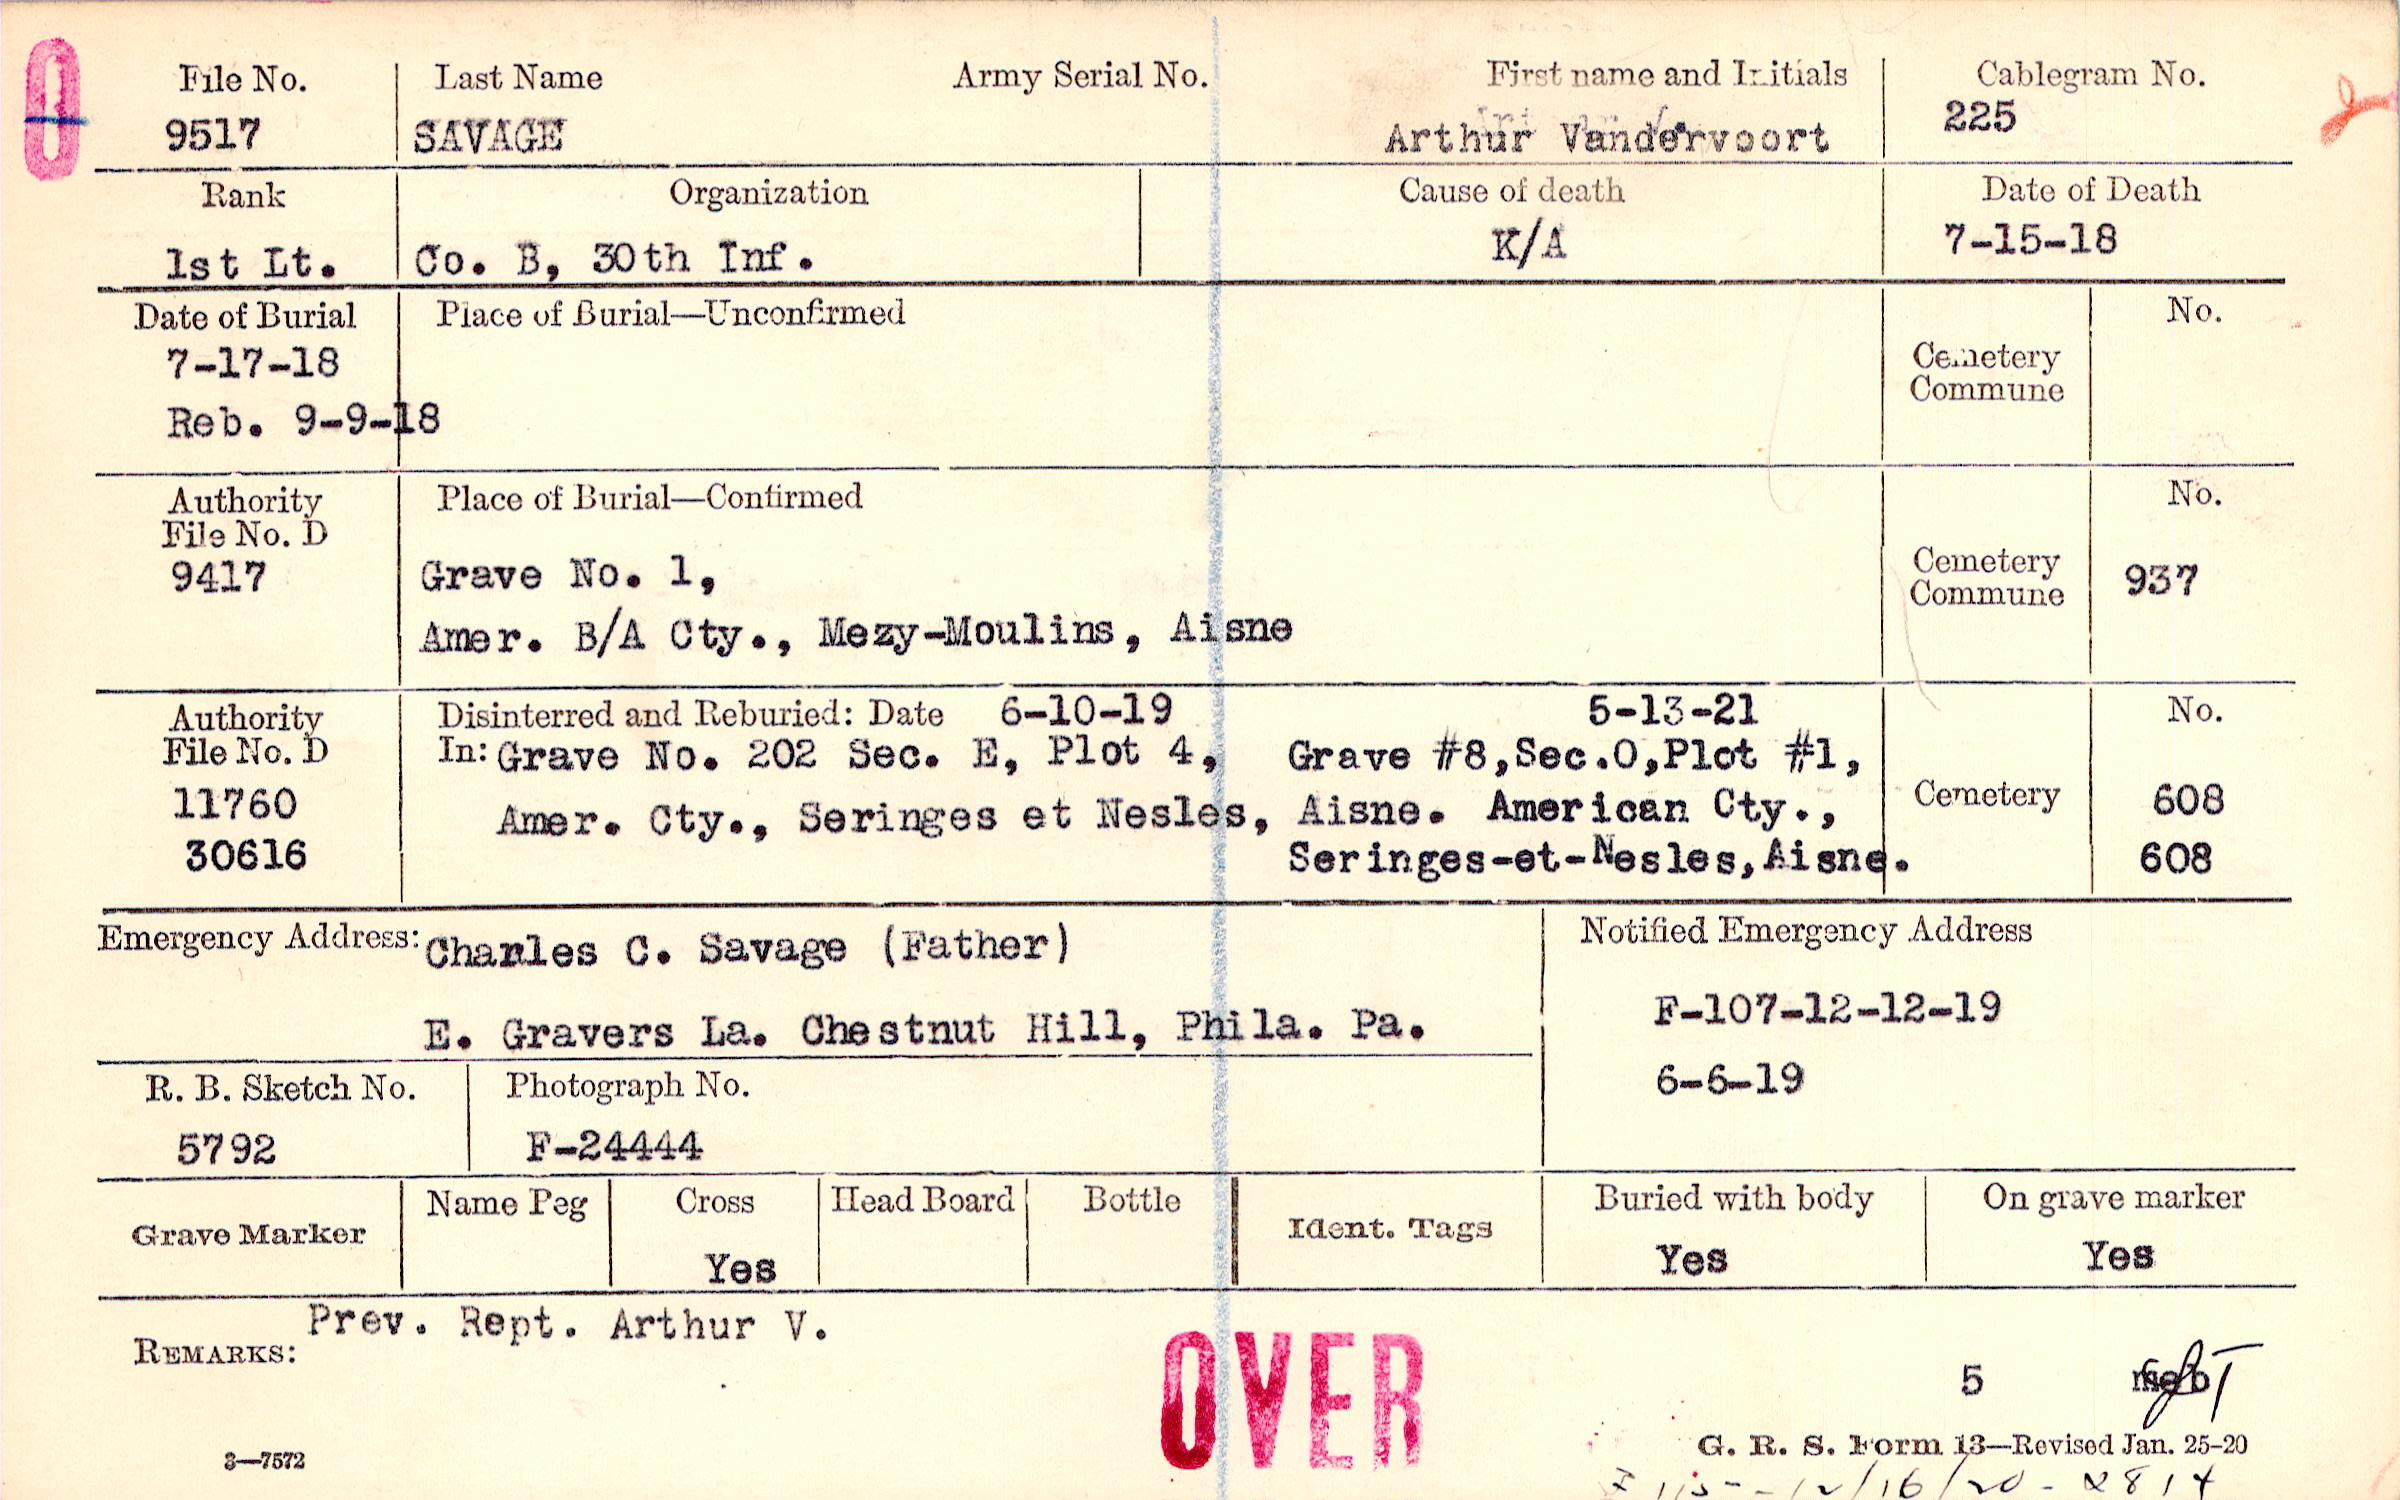 O
File No. Last Name Army Serial No. First name and Initials Cablegram No.
9517 SAVAGE Arthur Vandervoort 225
Rank Organization Cause of death Date of Death
1st Lt. Co. B, 30th Inf. K/A 7-15-18
Date of Burial Place of Burial—Unconfirmed No.
7-17-18 Cemetery
Commune
Reb. 9-9-18
Authority Place of Burial—Confirmed No.
File No. D
9417 Grave No. 1, Cemetery 937
Commune
Amer. B/A Cty., Mezy-Moulins, Aisne
Authority Disinterred and Reburied: Date 6-10-19 5-13-21 No.
File No. D In: Grave No. 202 Sec. E, Plot 4, Grave #8,Sec.O,Plot #1,
11760 Amer. Cty., Seringes et Nesles, Aisne. American Cty., Cemetery 608
30616 Seringes-et-Nesles,Aisne. 608
Emergency Address: Charles C. Savage (Father) Notified Emergency Address
F-107-12-12-19
E. Gravers La. Chestnut Hill, Phila. Pa.
6-6-19
R. B. Sketch No. Photograph No.
5792 F-24444
Grave Marker Name Peg Cross Head Board Bottle Ident. Tags Buried with body On grave marker
Yes Yes Yes
Prev. Rept. Arthur V.
REMARKS:
OVER
5
3—7572 G. R. S. Form 13—Revised Jan. 25-20
12/16/20 - 2814